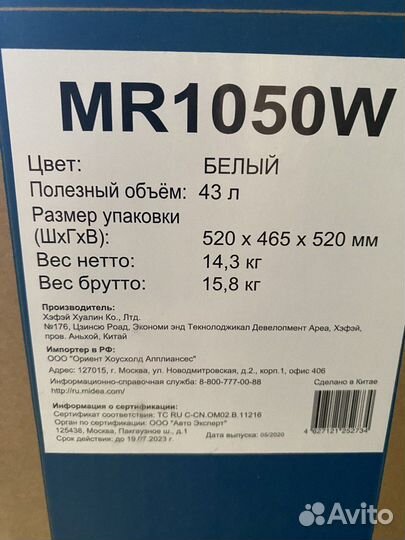 MR1050W
Цвет: БЕЛЫЙ
Полезный объём: 43 л
Размер упаковки
(ШхГхВ): 520 х 465 х 520 мм
Вес нетто: 14,3 кг
Вес брутто: 15,8 кг
Производитель:
Хэфэй Хуалин Ко., Лтд.
№176, Цзинсю Роад, Экономи энд Текнолоджикал Девелопмент Ареа, Хэфэй,
пров. Аньхой, Китай
Импортер в РФ:
ООО "Ориент Хоусхолд Апплиансес"
Адрес: 127015, г. Москва, ул. Новодмитровская, д.2, корп.1, офис 406
Информационно-справочная служба: 8-800-777-00-88
http://ru.midea.com/
Сделано в Китае
Информация о сертификации:
Сертификат соответствия: ТС RU C-CN.OM02.B.11216
Орган по сертификации: ООО "Авто Эксперт"
125438, Москва, Пакгаузное ш., д.1
Срок действия: до 19.07.2023 г. Дата выпуска: 05/2020
4 627121 252734
Avito